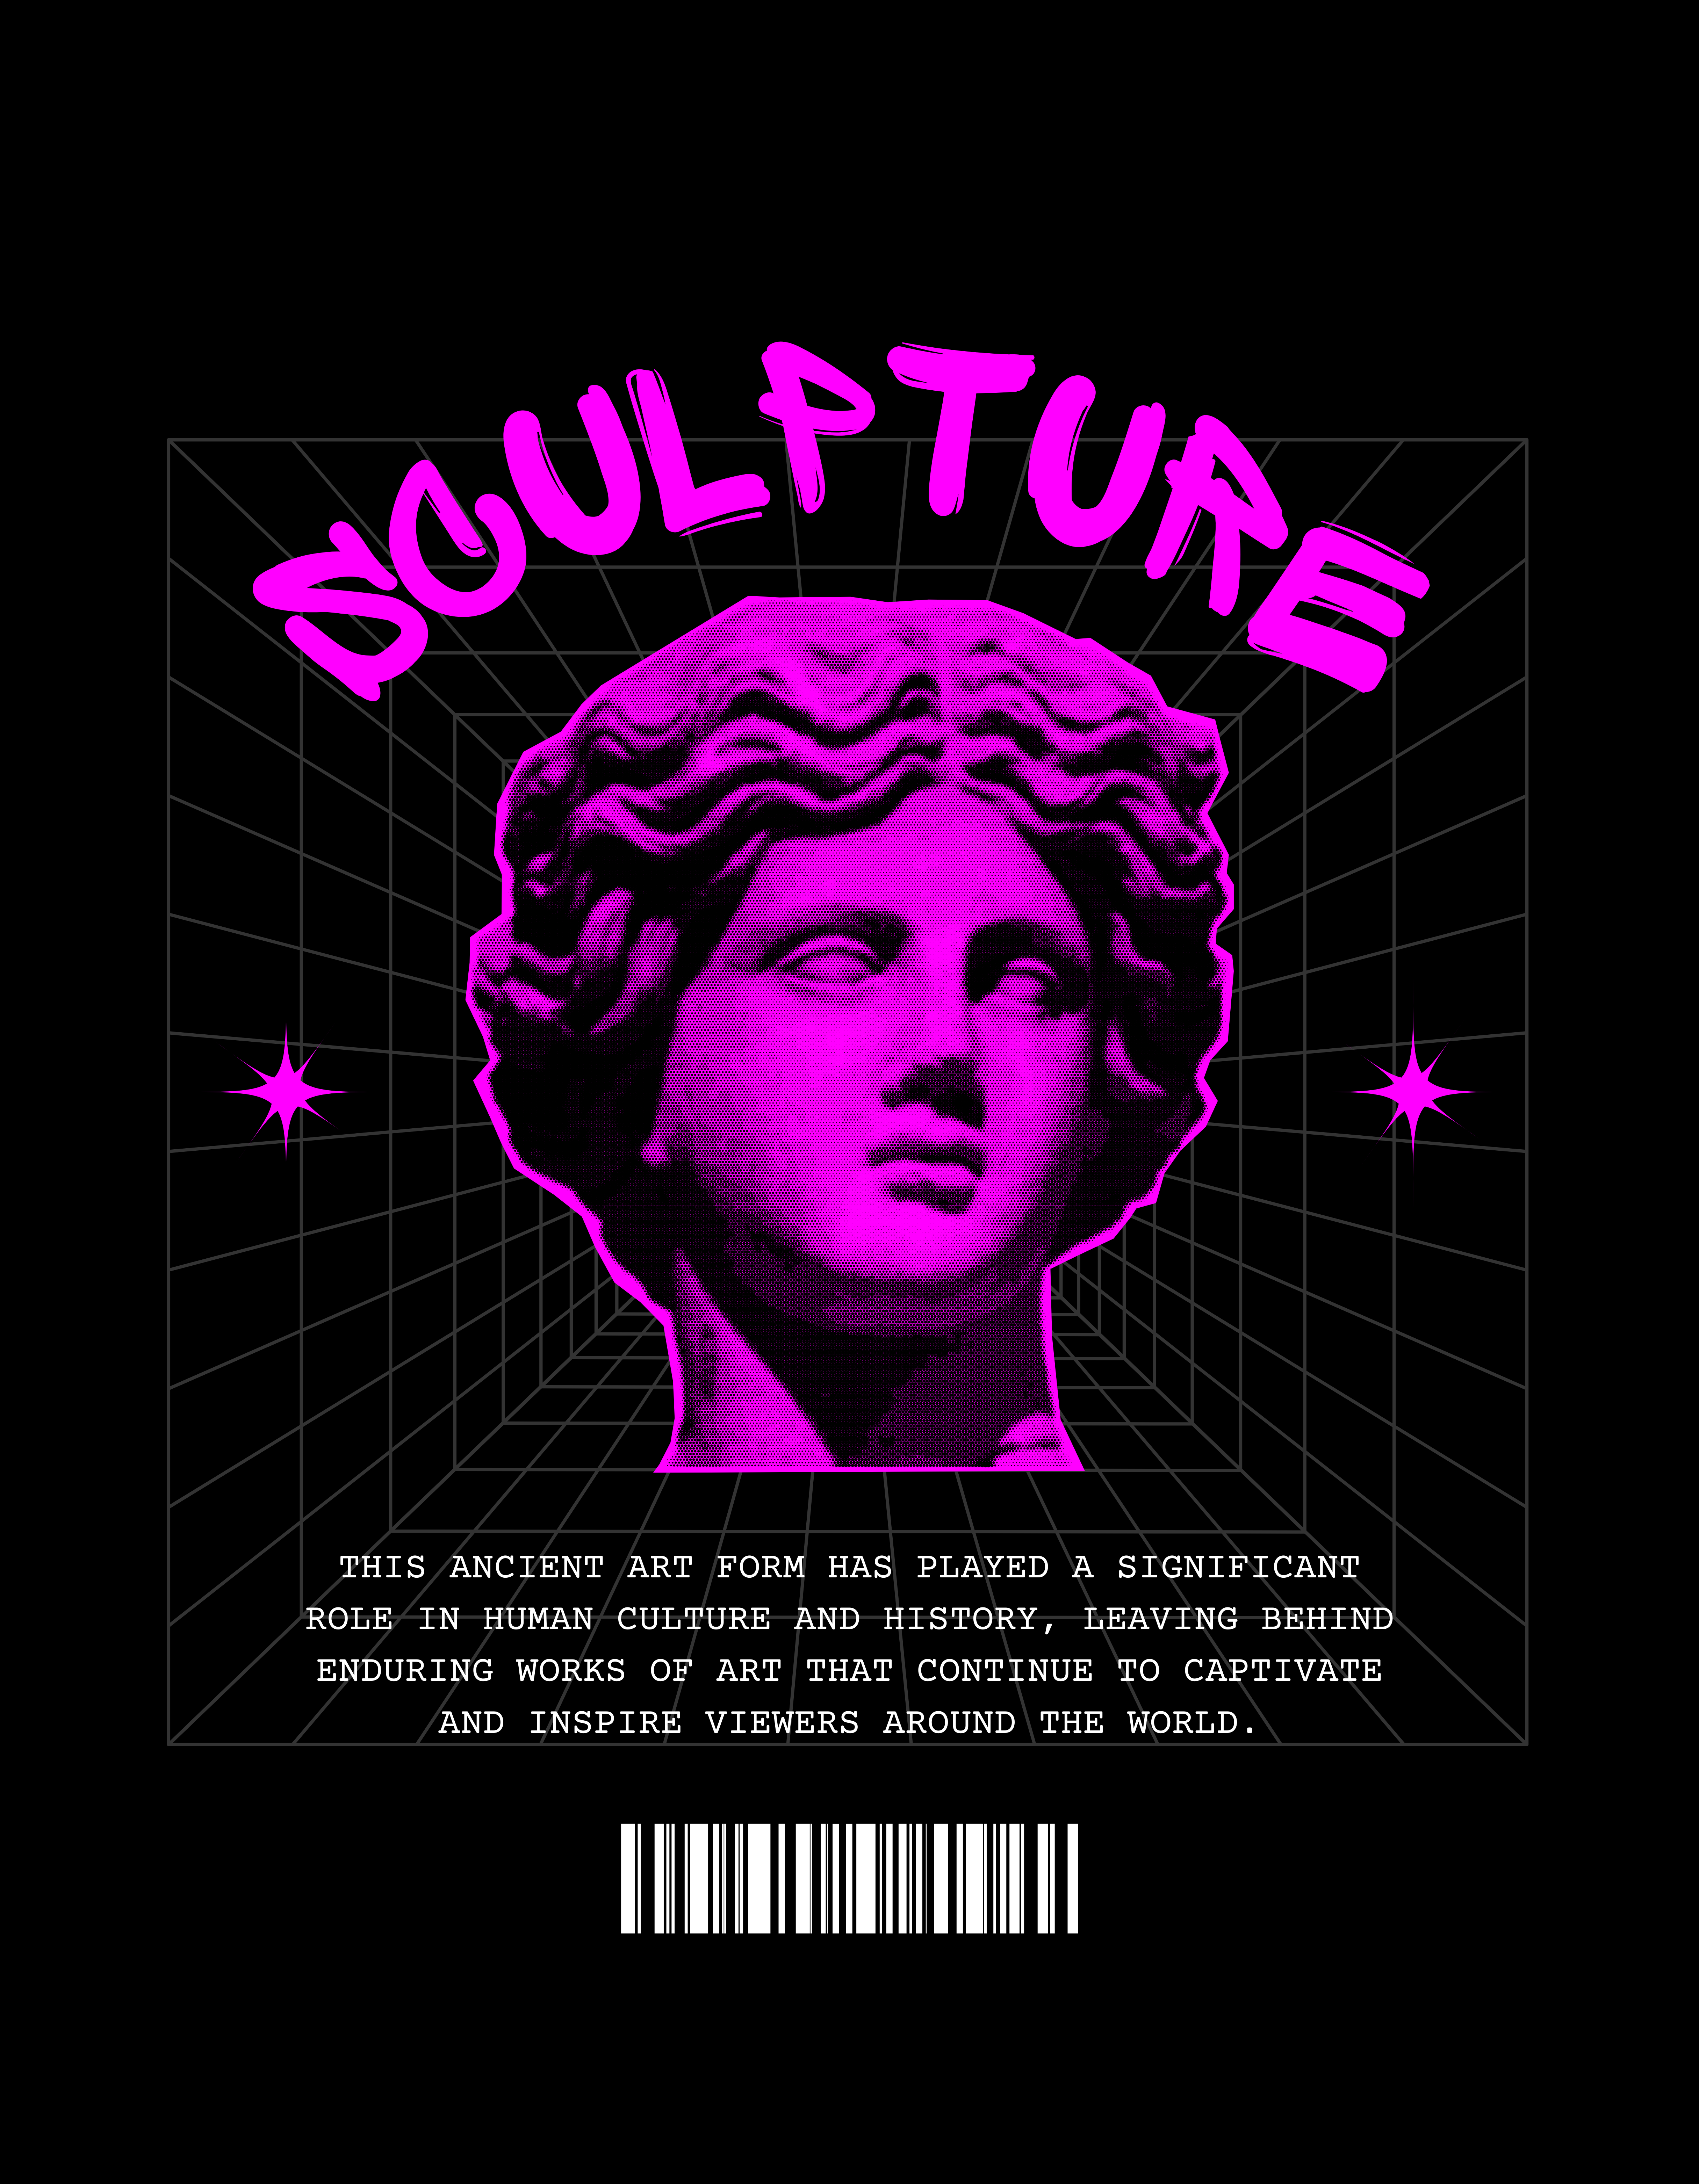 SCULPTURE
THIS ANCIENT ART FORM HAS PLAYED A SIGNIFICANT
ROLE IN HUMAN CULTURE AND HISTORY, LEAVING BEHIND
ENDURING WORKS OF ART THAT CONTINUE TO CAPTIVATE
AND INSPIRE VIEWERS AROUND THE WORLD.